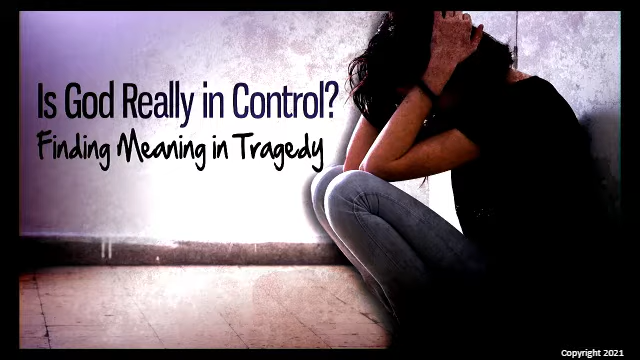 Is God Really in Control?
Finding Meaning in Tragedy
Copyright 2021